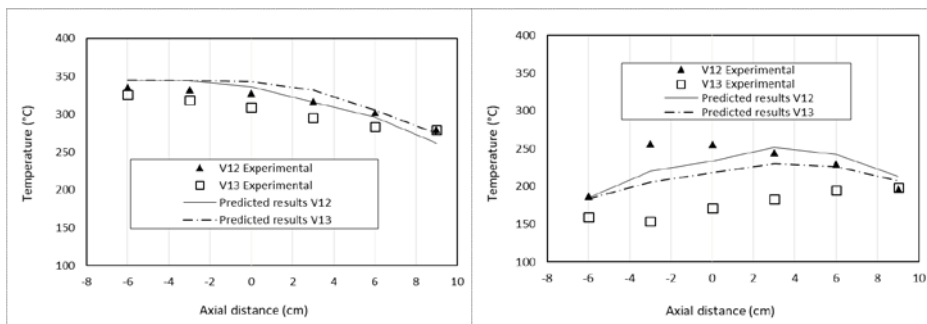 400
350
300
250
200
150
100
Temperature (°C)
V12 Experimental
V13 Experimental
Predicted results V12
Predicted results V13
-8 -6 -4 -2 0 2 4 6 8 10
Axial distance (cm)
400
350
300
250
200
150
100
Temperature (°C)
V12 Experimental
V13 Experimental
Predicted results V12
Predicted results V13
-8 -6 -4 -2 0 2 4 6 8 10
Axial distance (cm)